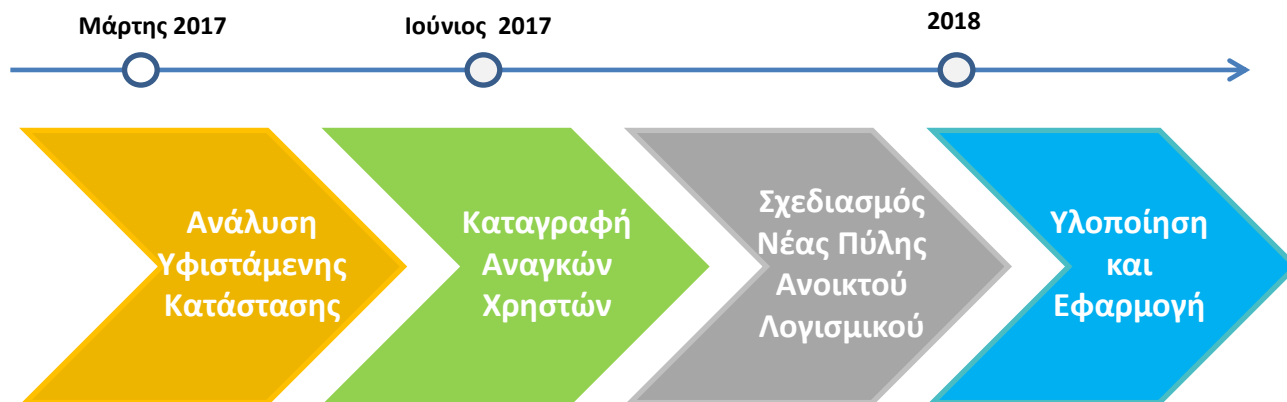 Μάρτης 2017
Ιούνιος 2017
2018
Ανάλυση
Υφιστάμενης
Κατάστασης
Καταγραφή
Αναγκών
Χρηστών
Σχεδιασμός
Νέας Πύλης
Ανοικτού
Λογισμικού
Υλοποίηση
και
Εφαρμογή